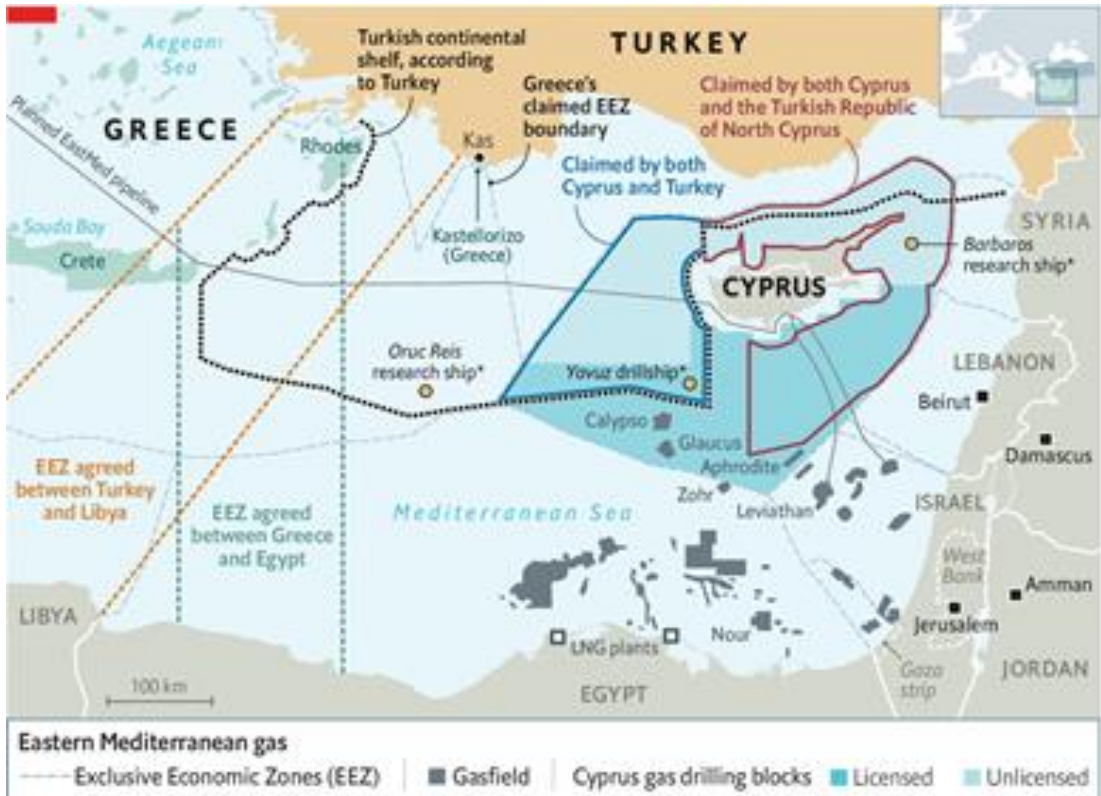 Aegean
Sea
Turkish continental
shelf, according
to Turkey
TURKEY
Greece's
claimed EEZ
boundary
Claimed by both Cyprus
and the Turkish Republic
of North Cyprus
GREECE
Rhodes
Kas
Claimed by both
Cyprus and Turkey
Planned EastMed pipeline
Souda Bay
Crete
Kastellorizo
(Greece)
SYRIA
Barbaros
research ship*
CYPRUS
Oruc Reis
research ship*
Yavuz drillship*
LEBANON
Beirut
Calypso
Glaucus
Aphrodite
Damascus
EEZ agreed
between Turkey
and Libya
EEZ agreed
between Greece
and Egypt
Mediterranean Sea
Zohr
Leviathan
ISRAEL
West
Bank
Amman
LIBYA
Jerusalem
LNG plants
Nour
Gaza
strip
JORDAN
100 km
EGYPT
Eastern Mediterranean gas
Exclusive Economic Zones (EEZ)
Gasfield
Cyprus gas drilling blocks
Licensed
Unlicensed